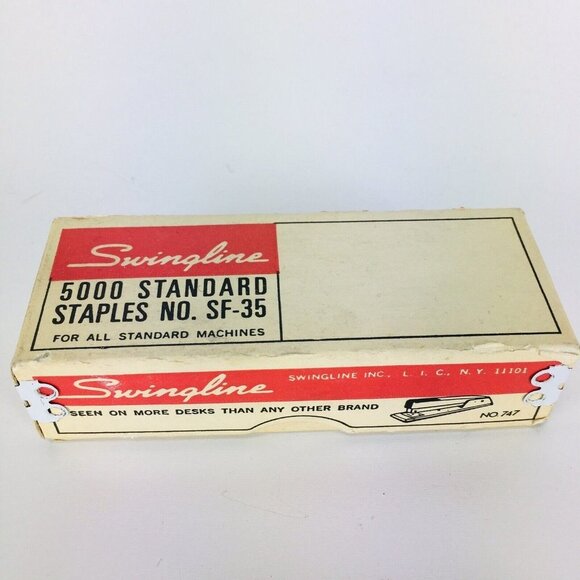 Swingline
5000 STANDARD
STAPLES NO. SF-35
FOR ALL STANDARD MACHINES
Swingline
SWINGLINE INC., L. I. C., N. Y. 11101
SEEN ON MORE DESKS THAN ANY OTHER BRAND
NO. 747